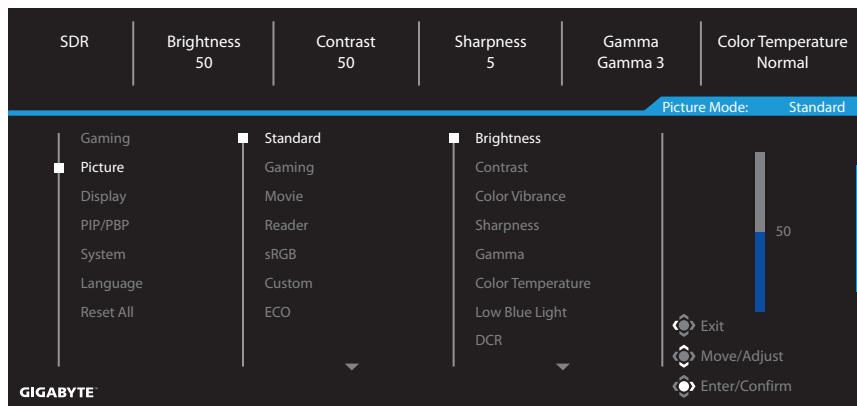 SDR Brightness Contrast Sharpness Gamma Color Temperature
50 50 5 Gamma 3 Normal
Picture Mode: Standard
Gaming Standard Brightness
Picture Gaming Contrast
Display Movie Color Vibrance
PIP/PBP Reader Sharpness
50
System sRGB Gamma
Language Custom Color Temperature
Reset All ECO Low Blue Light
Exit
DCR
Move/Adjust
GIGABYTE™ Enter/Confirm